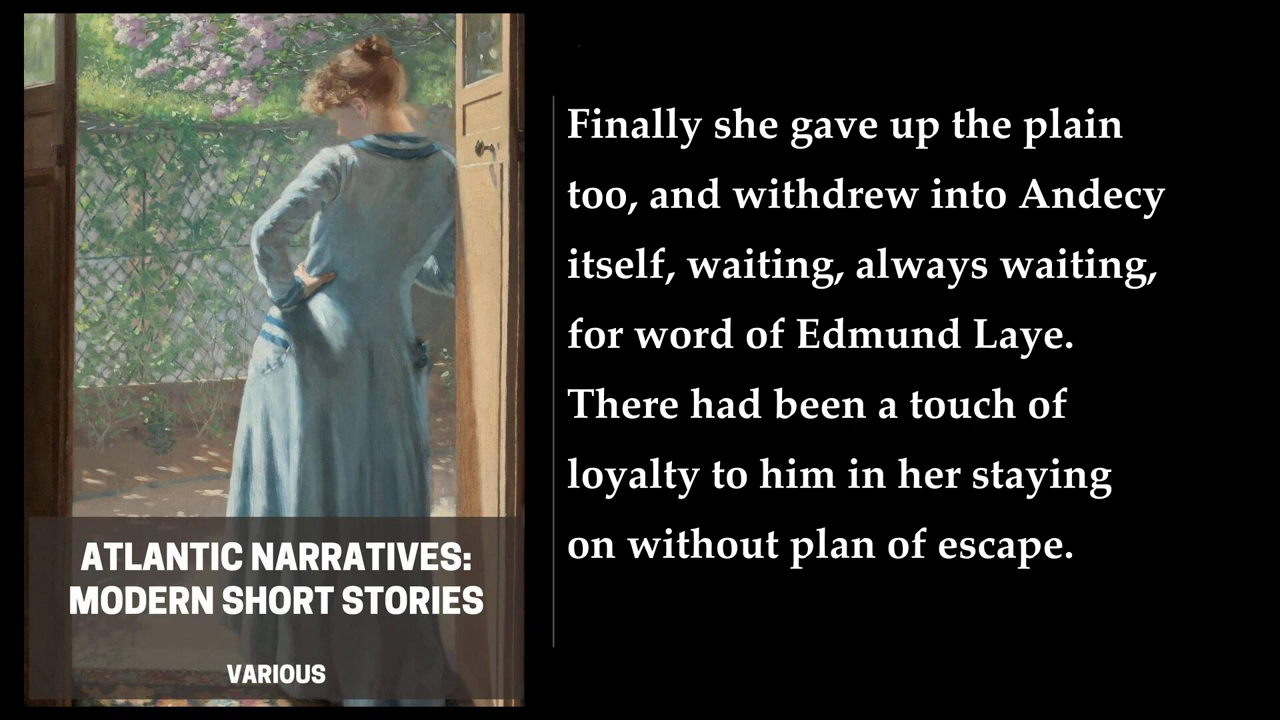 Finally she gave up the plain
too, and withdrew into Andecy
itself, waiting, always waiting,
for word of Edmund Laye.
There had been a touch of
loyalty to him in her staying
on without plan of escape.
ATLANTIC NARRATIVES:
MODERN SHORT STORIES
VARIOUS